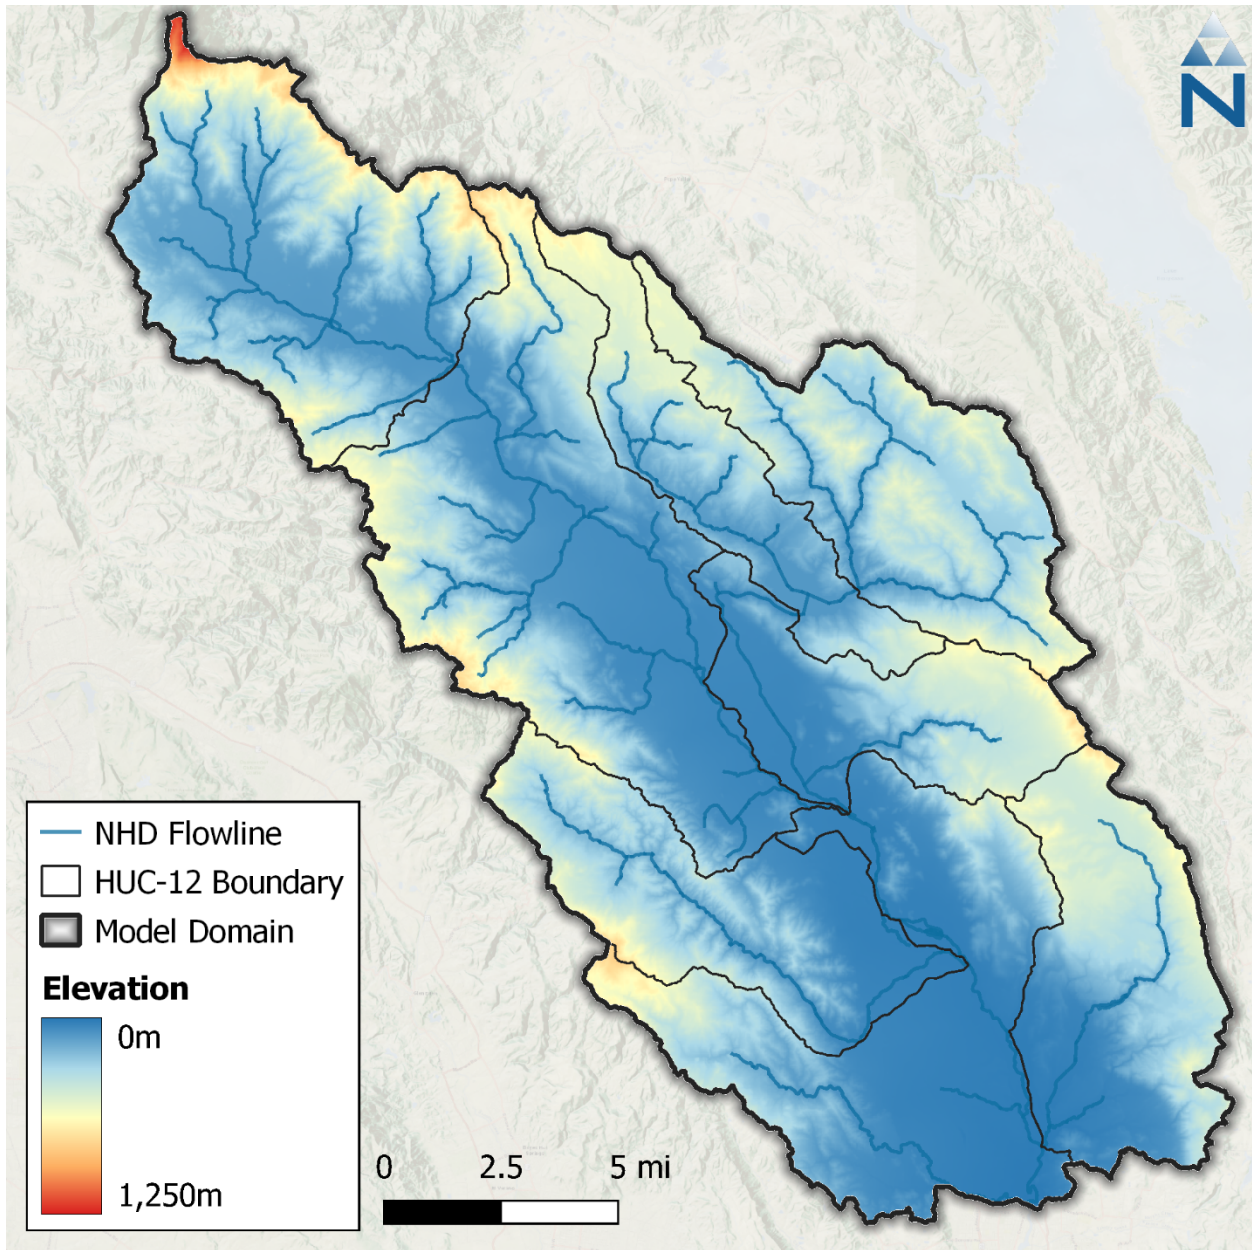 N
NHD Flowline
HUC-12 Boundary
Model Domain
Elevation
0m
1,250m
0 2.5 5 mi